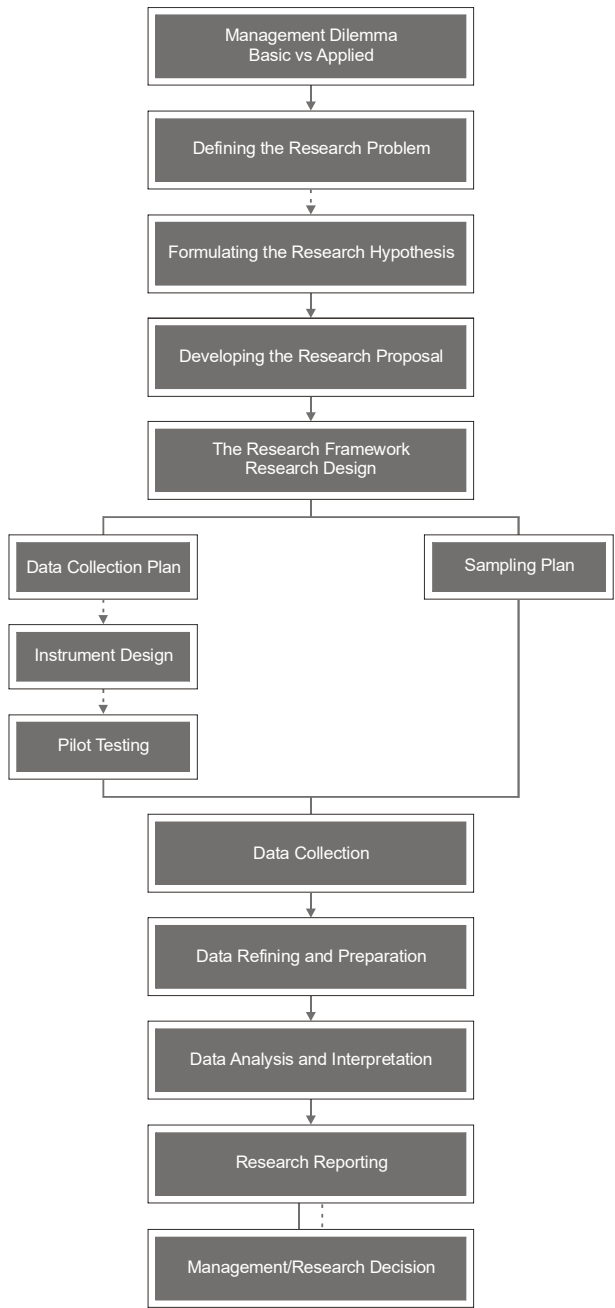 Management Dilemma
Basic vs Applied
Defining the Research Problem
Formulating the Research Hypothesis
Developing the Research Proposal
The Research Framework
Research Design
Data Collection Plan
Sampling Plan
Instrument Design
Pilot Testing
Data Collection
Data Refining and Preparation
Data Analysis and Interpretation
Research Reporting
Management/Research Decision